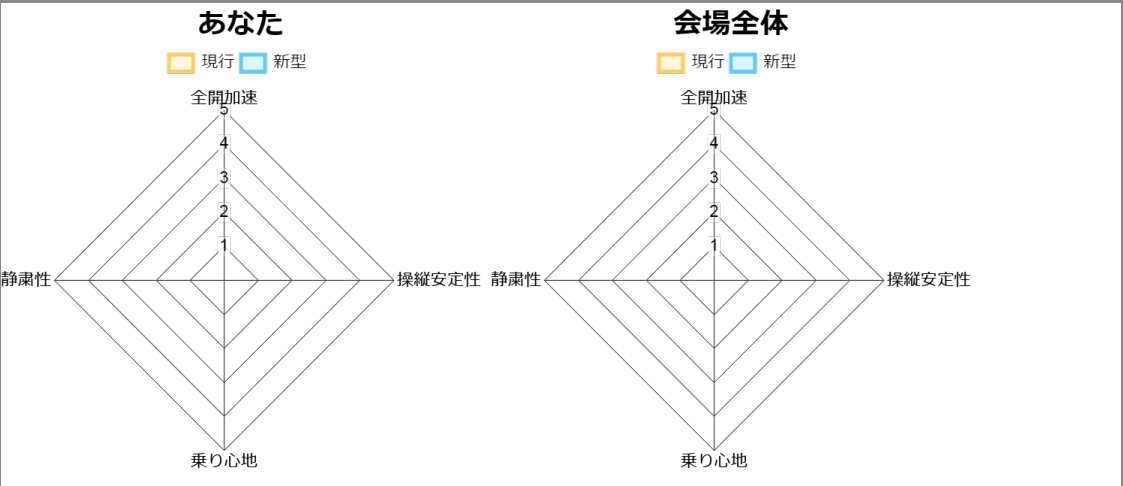 あなた
現行 新型
全開加速
5
4
3
2
1
静粛性
操縦安定性
乗り心地
会場全体
現行 新型
全開加速
5
4
3
2
1
静粛性
操縦安定性
乗り心地